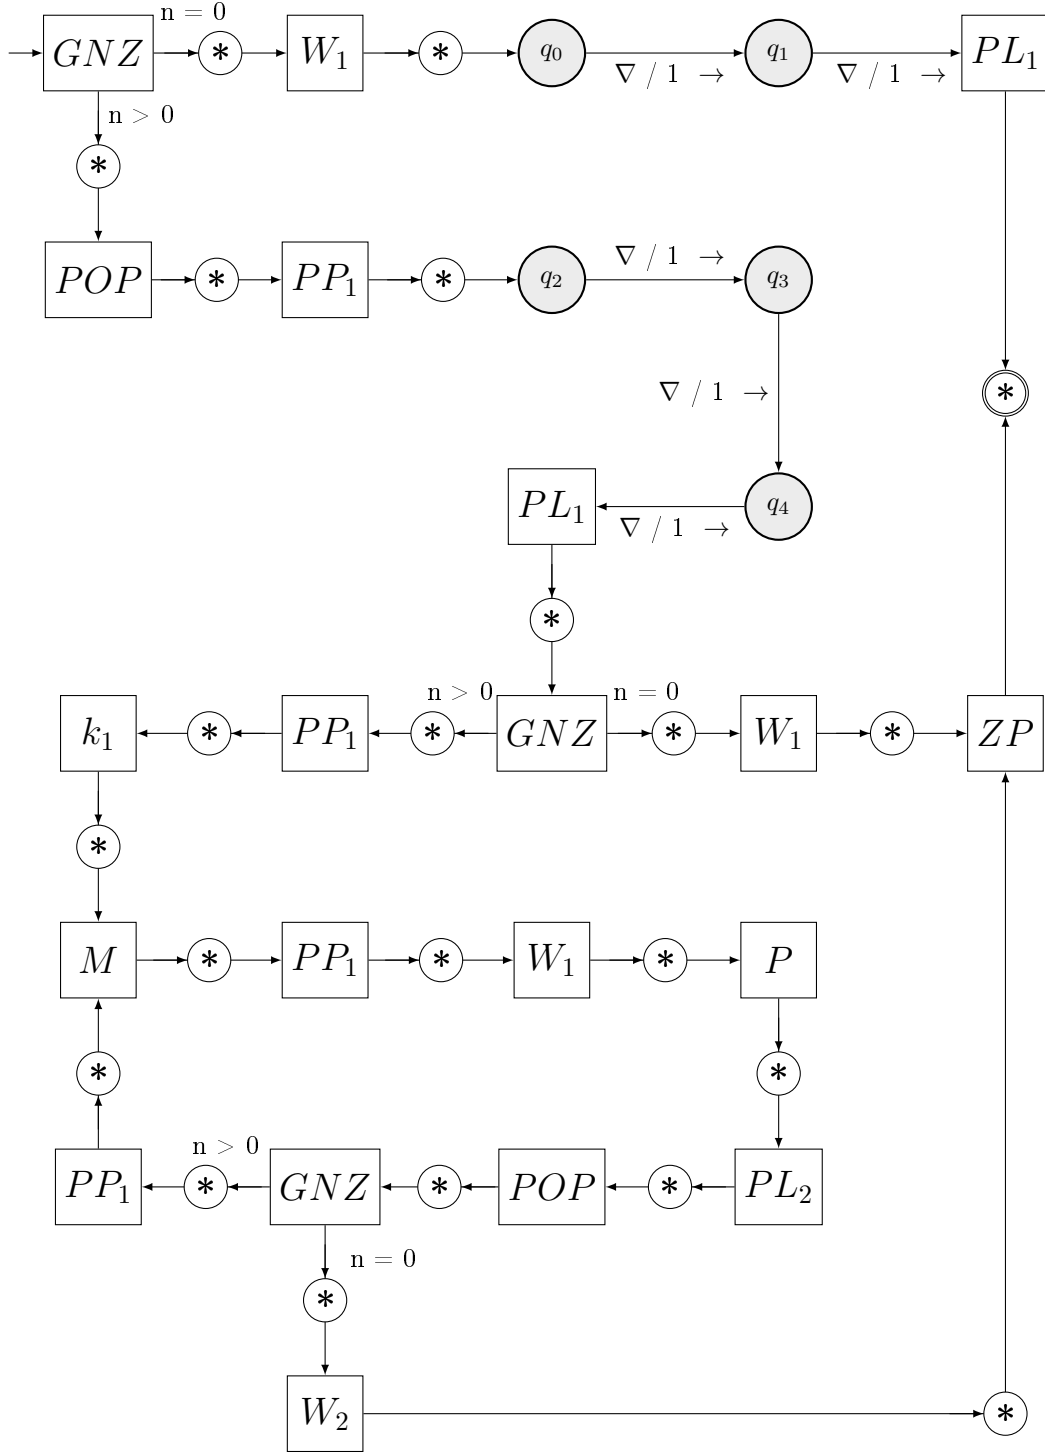 n = 0
GNZ * W₁ * q₀ q₁ PL₁
∇ / 1 → ∇ / 1 →
n > 0
*
∇ / 1 →
POP * PP₁ * q₂ q₃
∇ / 1 → *
PL₁ q₄
∇ / 1 →
*
n > 0 n = 0
k₁ * PP₁ * GNZ * W₁ * ZP
*
M * PP₁ * W₁ * P
* *
n > 0
PP₁ * GNZ * POP * PL₂
n = 0
*
W₂ *